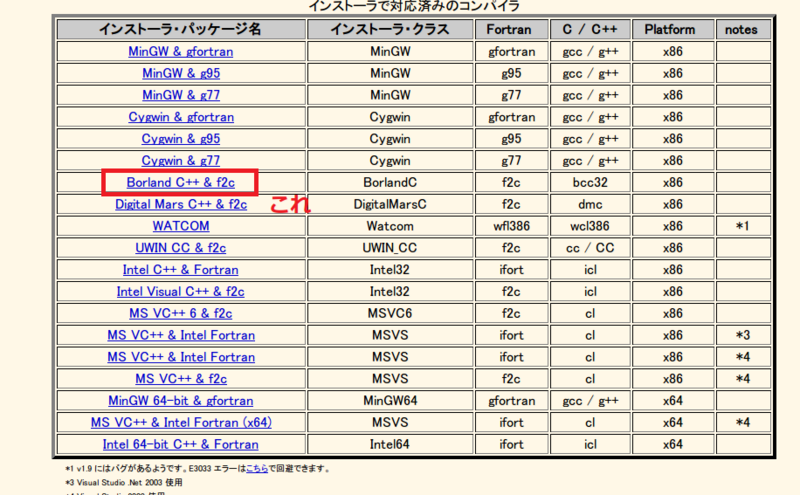 インストーラで対応済みのコンパイラ
インストーラ・パッケージ名 インストーラ・クラス Fortran C / C++ Platform notes
MinGW & gfortran MinGW gfortran gcc / g++ x86
MinGW & g95 MinGW g95 gcc / g++ x86
MinGW & g77 MinGW g77 gcc / g++ x86
Cygwin & gfortran Cygwin gfortran gcc / g++ x86
Cygwin & g95 Cygwin g95 gcc / g++ x86
Cygwin & g77 Cygwin g77 gcc / g++ x86
Borland C++ & f2c BorlandC f2c bcc32 x86
Digital Mars C++ & f2c これ DigitalMarsC f2c dmc x86
WATCOM Watcom wfl386 wcl386 x86 *1
UWIN CC & f2c UWIN_CC f2c cc / CC x86
Intel C++ & Fortran Intel32 ifort icl x86
Intel Visual C++ & f2c Intel32 f2c icl x86
MS VC++ 6 & f2c MSVC6 f2c cl x86
MS VC++ & Intel Fortran MSVS ifort cl x86 *3
MS VC++ & Intel Fortran MSVS ifort cl x86 *4
MS VC++ & f2c MSVS f2c cl x86 *4
MinGW 64-bit & gfortran MinGW64 gfortran gcc / g++ x64
MS VC++ & Intel Fortran (x64) MSVS ifort cl x64 *4
Intel 64-bit C++ & Fortran Intel64 ifort icl x64
*1 v1.9 にはバグがあるようです。E3033 エラーはこちらで回避できます。
*3 Visual Studio .Net 2003 使用